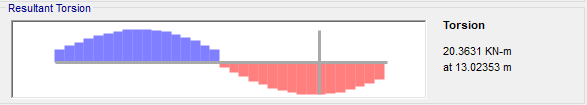 Resultant Torsion
Torsion
20.3631 KN-m
at 13.02353 m